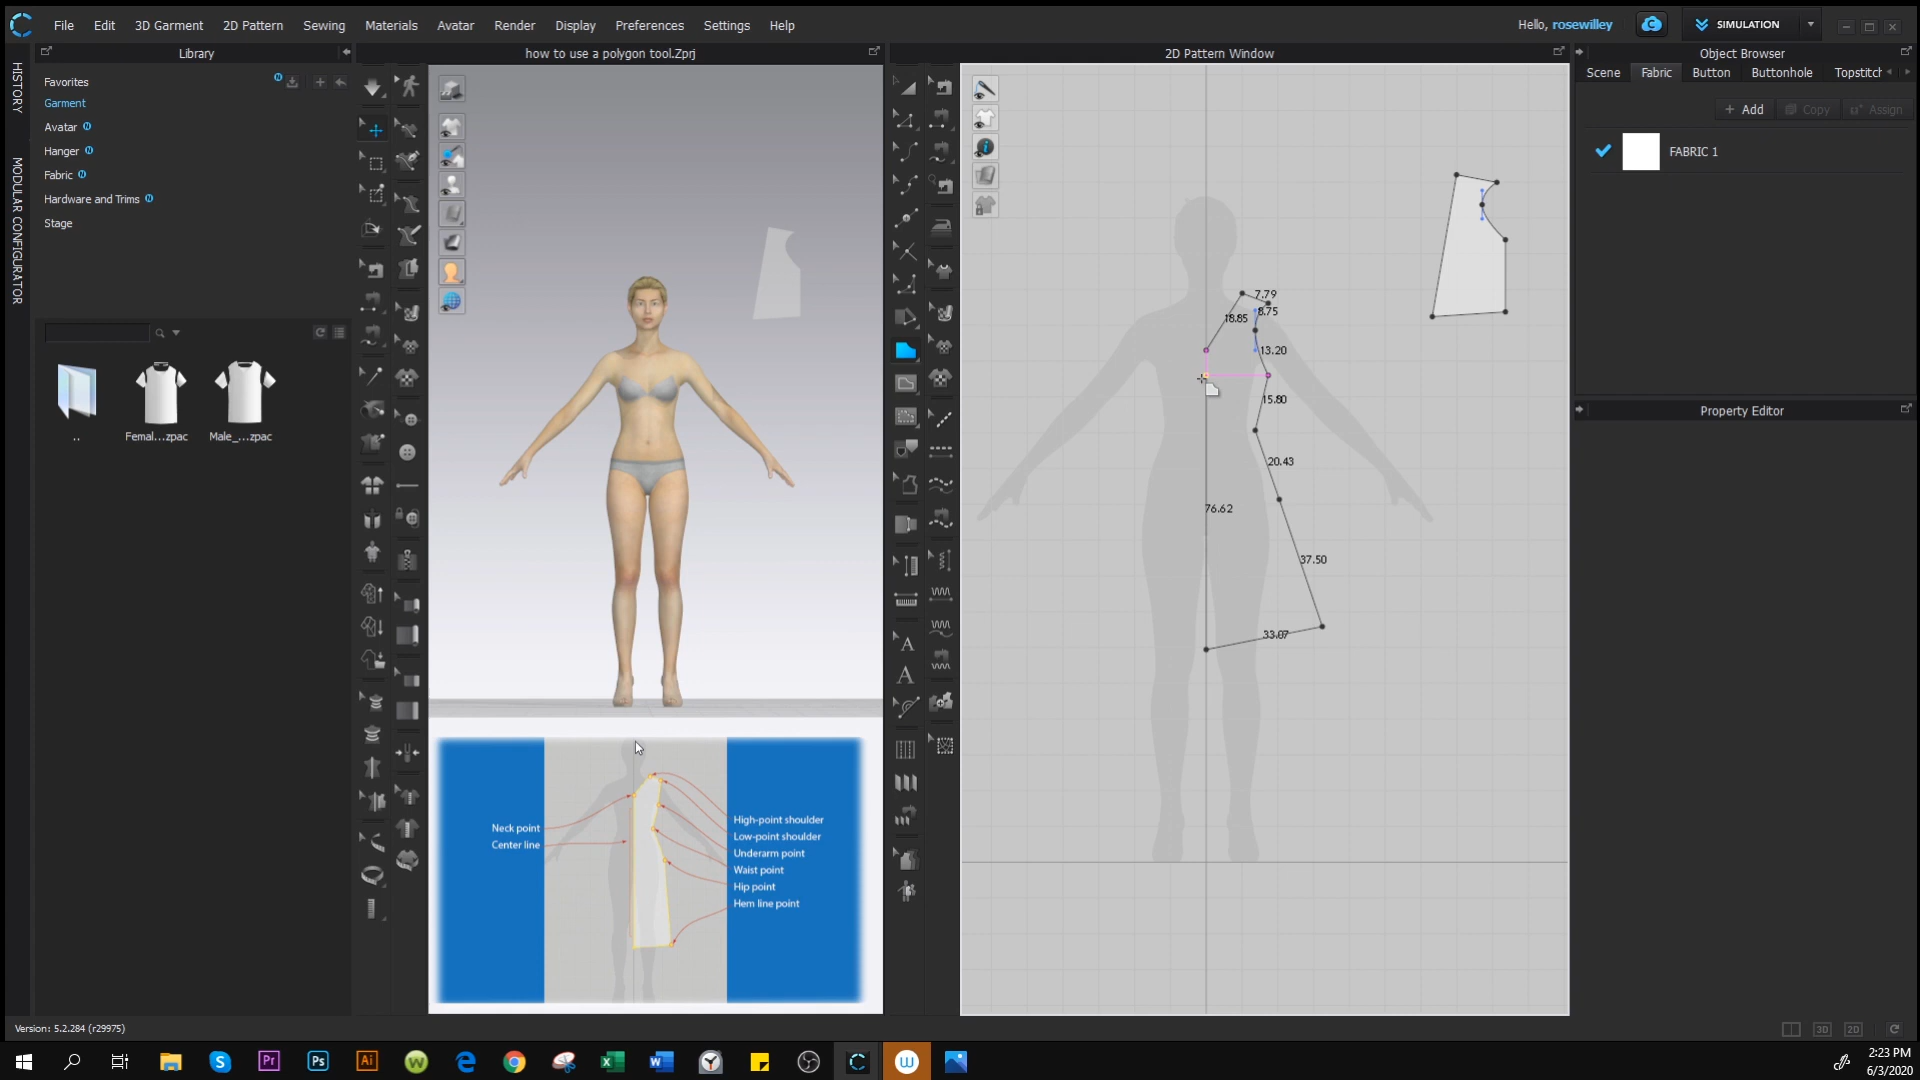 File Edit 3D Garment 2D Pattern Sewing Materials Avatar Render Display Preferences Settings Help
Hello, rosewilley
SIMULATION
Library
how to use a polygon tool.Zprj
2D Pattern Window
Object Browser
HISTORY
MODULAR CONFIGURATOR
Favorites
Garment
Avatar N
Hanger N
Fabric N
Hardware and Trims N
Stage
..
Femal...zpac
Male_...zpac
Scene Fabric Button Buttonhole Topstitch
+ Add Copy Assign
FABRIC 1
Property Editor
7.79
8.75
18.85
13.20
15.80
20.43
76.62
37.50
33.07
Neck point
Center line
High-point shoulder
Low-point shoulder
Underarm point
Waist point
Hip point
Hem line point
A
A
Version: 5.2.284 (r29975)
3D 2D
Pr Ps Ai
2:23 PM
6/3/2020